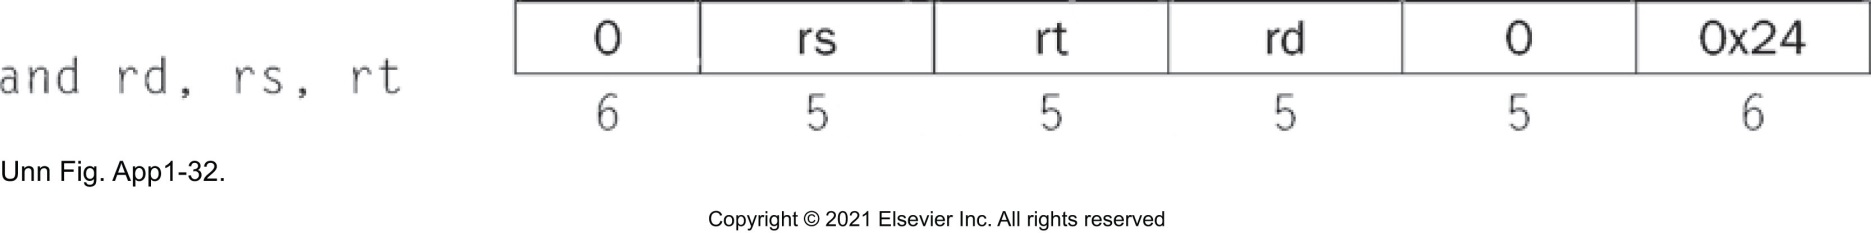 0 rs rt rd 0 0x24
and rd, rs, rt
6 5 5 5 5 6
Unn Fig. App1-32.
Copyright © 2021 Elsevier Inc. All rights reserved